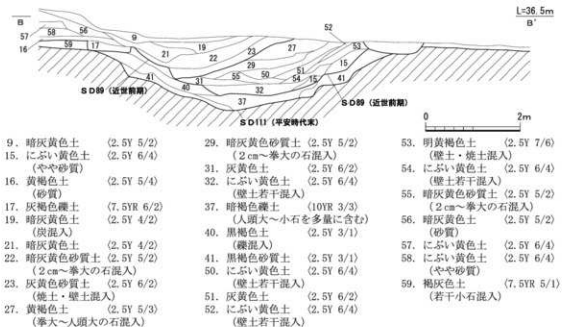 L=36.5m
B
B'
52
58 56 9 19 23 27 53
57 59 17 21 22 51 15
16 29 55 50 54 15
41 31 32 41
40
37
SD89（近世前期）
SD89（近世前期）
SD111（平安時代末）
0 2m
9. 暗灰黄色土 〈2.5Y 5/2〉
15. にぶい黄色土 〈2.5Y 6/4〉
（やや砂質）
16. 黄褐色土 〈2.5Y 5/4〉
（砂質）
17. 灰褐色礫土 〈7.5YR 6/2〉
19. 暗灰黄色土 〈2.5Y 4/2〉
（炭混入）
21. 暗灰黄色土 〈2.5Y 4/2〉
22. 暗灰黄色砂質土 〈2.5Y 5/2〉
（2cm～拳大の石混入）
23. 灰黄色砂質土 〈2.5Y 6/2〉
（焼土・壁土混入）
27. 黄褐色土 〈2.5Y 5/3〉
（拳大～人頭大の石混入）
29. 暗灰黄色砂質土 〈2.5Y 5/2〉
（2cm～拳大の石混入）
31. 灰黄色土 〈2.5Y 6/2〉
32. にぶい黄色土 〈2.5Y 6/4〉
（壁土若干混入）
37. 暗褐色礫土 〈10YR 3/3〉
（人頭大～小石を多量に含む）
40. 黒褐色土 〈2.5Y 3/1〉
（礫混入）
41. 黒褐色砂質土 〈2.5Y 3/1〉
50. にぶい黄色土 〈2.5Y 6/4〉
（壁土若干混入）
51. 灰黄色土 〈2.5Y 6/2〉
52. にぶい黄色土 〈2.5Y 6/4〉
（壁土若干混入）
53. 明黄褐色土 〈2.5Y 7/6〉
（壁土・焼土混入）
54. にぶい黄色土 〈2.5Y 6/4〉
（壁土若干混入）
55. 暗灰黄色砂質土 〈2.5Y 5/2〉
（2cm～拳大の石混入）
56. 暗灰黄色土 〈2.5Y 5/2〉
（砂質）
57. にぶい黄色土 〈2.5Y 6/4〉
58. にぶい黄色土 〈2.5Y 6/4〉
（やや砂質）
59. 褐灰色土 〈7.5YR 5/1〉
（若干小石混入）